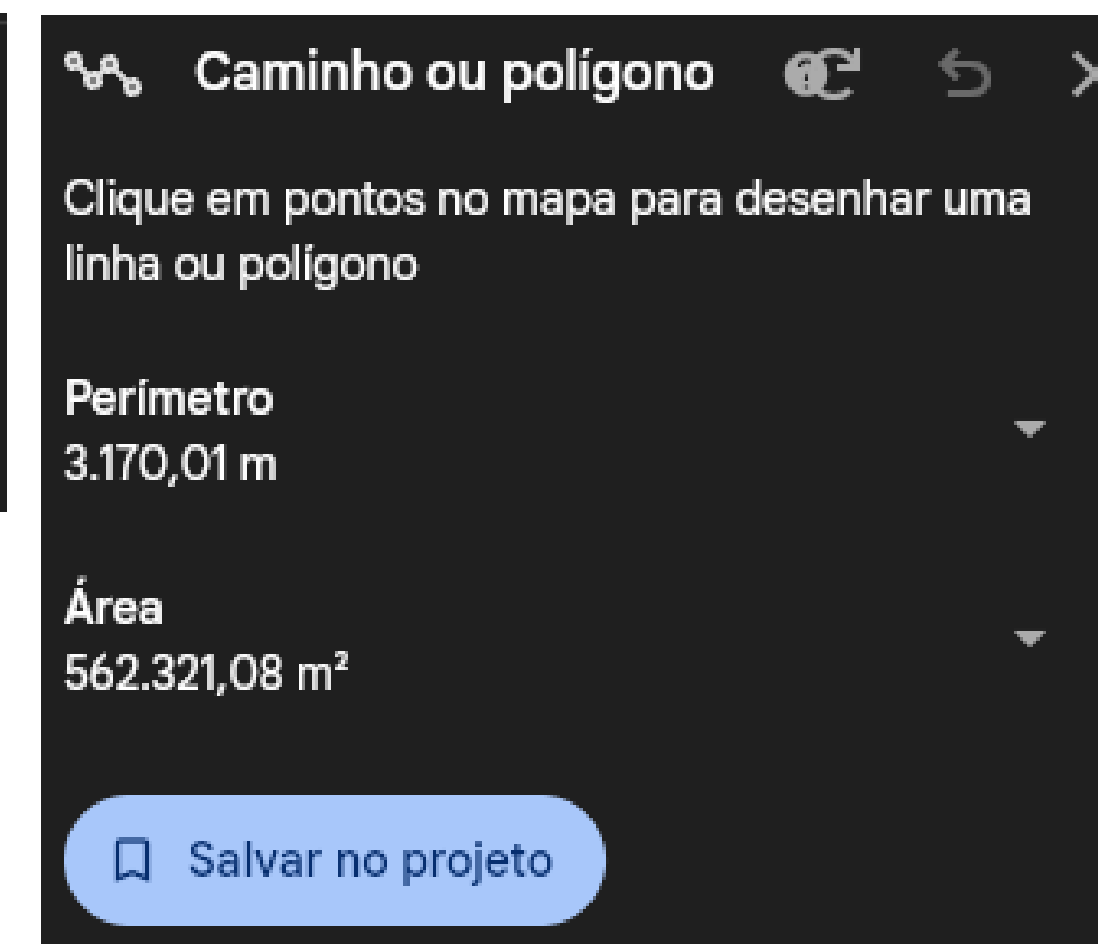 Caminho ou polígono
Clique em pontos no mapa para desenhar uma
linha ou polígono
Perímetro
3.170,01 m
Área
562.321,08 m²
Salvar no projeto